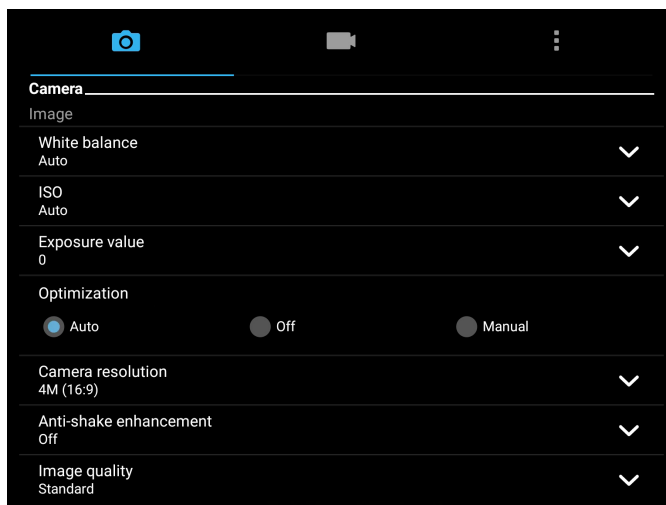 Camera
Image
White balance
Auto
ISO
Auto
Exposure value
0
Optimization
Auto Off Manual
Camera resolution
4M (16:9)
Anti-shake enhancement
Off
Image quality
Standard